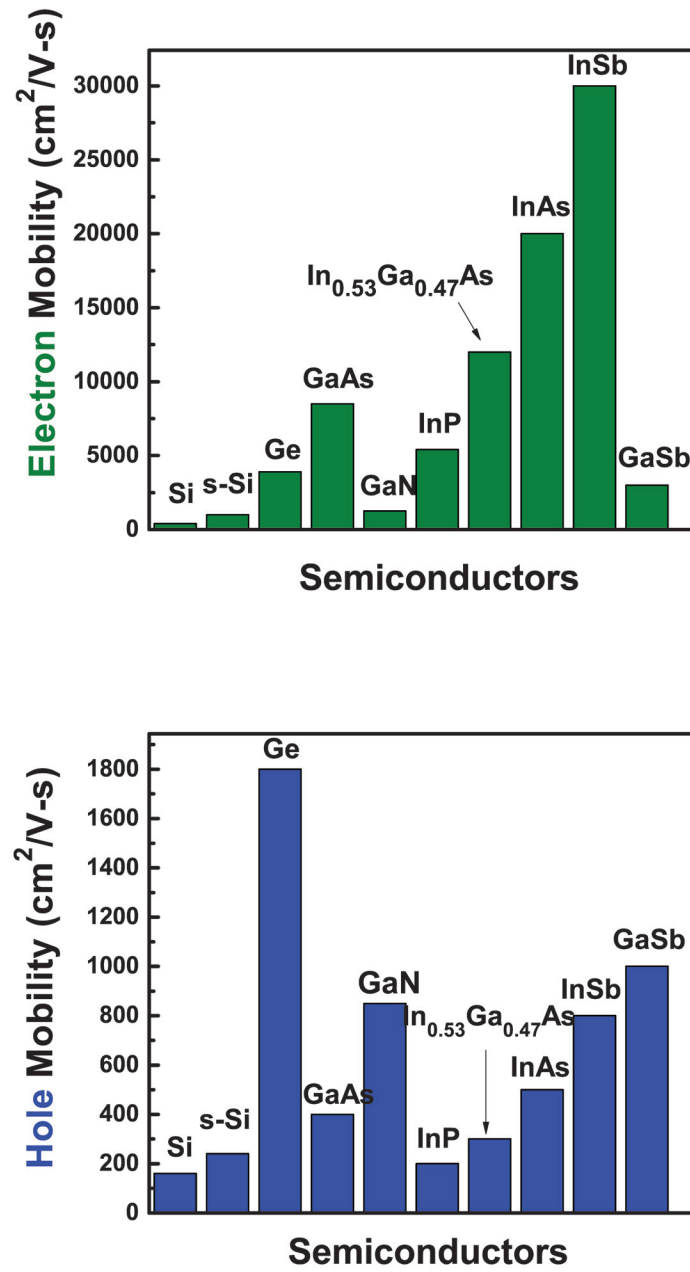 Electron Mobility (cm²/V-s)
30000
25000
20000
15000
10000
5000
0
Si
s-Si
Ge
GaAs
GaN
InP
In₀.₅₃Ga₀.₄₇As
InAs
InSb
GaSb
Semiconductors
Hole Mobility (cm²/V-s)
1800
1600
1400
1200
1000
800
600
400
200
0
Si
s-Si
Ge
GaAs
GaN
InP
In₀.₅₃Ga₀.₄₇As
InAs
InSb
GaSb
Semiconductors